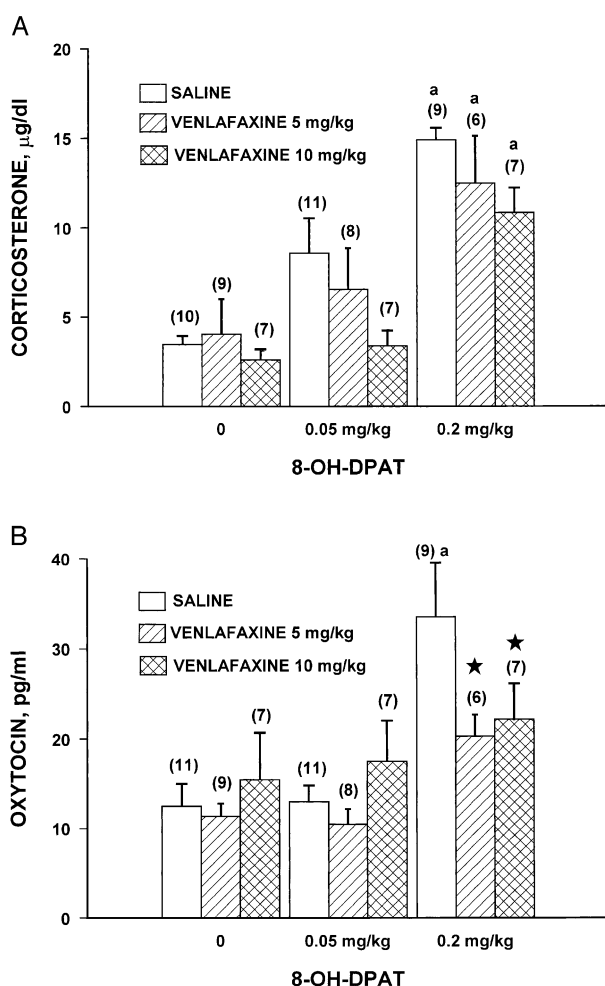 A
CORTICOSTERONE, µg/dl
20
15
10
5
0
SALINE
VENLAFAXINE 5 mg/kg
VENLAFAXINE 10 mg/kg
(10)
(9)
(7)
(11)
(8)
(7)
a
(9)
a
(6)
a
(7)
0
0.05 mg/kg
0.2 mg/kg
8-OH-DPAT
B
OXYTOCIN, pg/ml
40
30
20
10
0
SALINE
VENLAFAXINE 5 mg/kg
VENLAFAXINE 10 mg/kg
(11)
(9)
(7)
(11)
(8)
(7)
(9) a
★
(6)
★
(7)
0
0.05 mg/kg
0.2 mg/kg
8-OH-DPAT